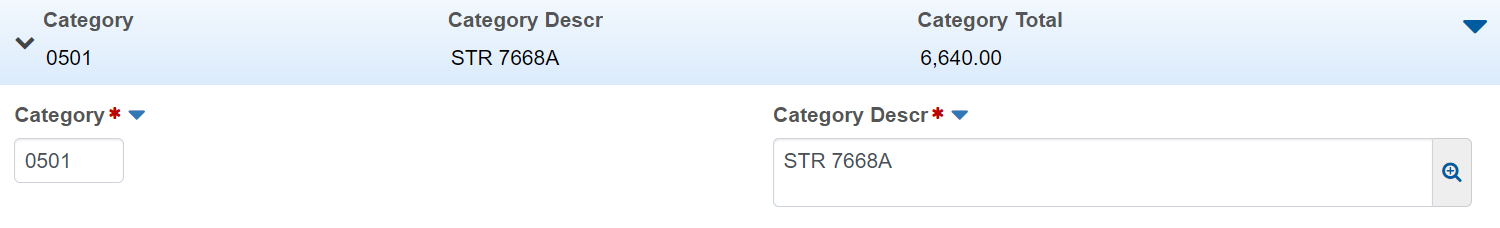 Category Category Descr Category Total
0501 STR 7668A 6,640.00
Category* Category Descr*
0501 STR 7668A